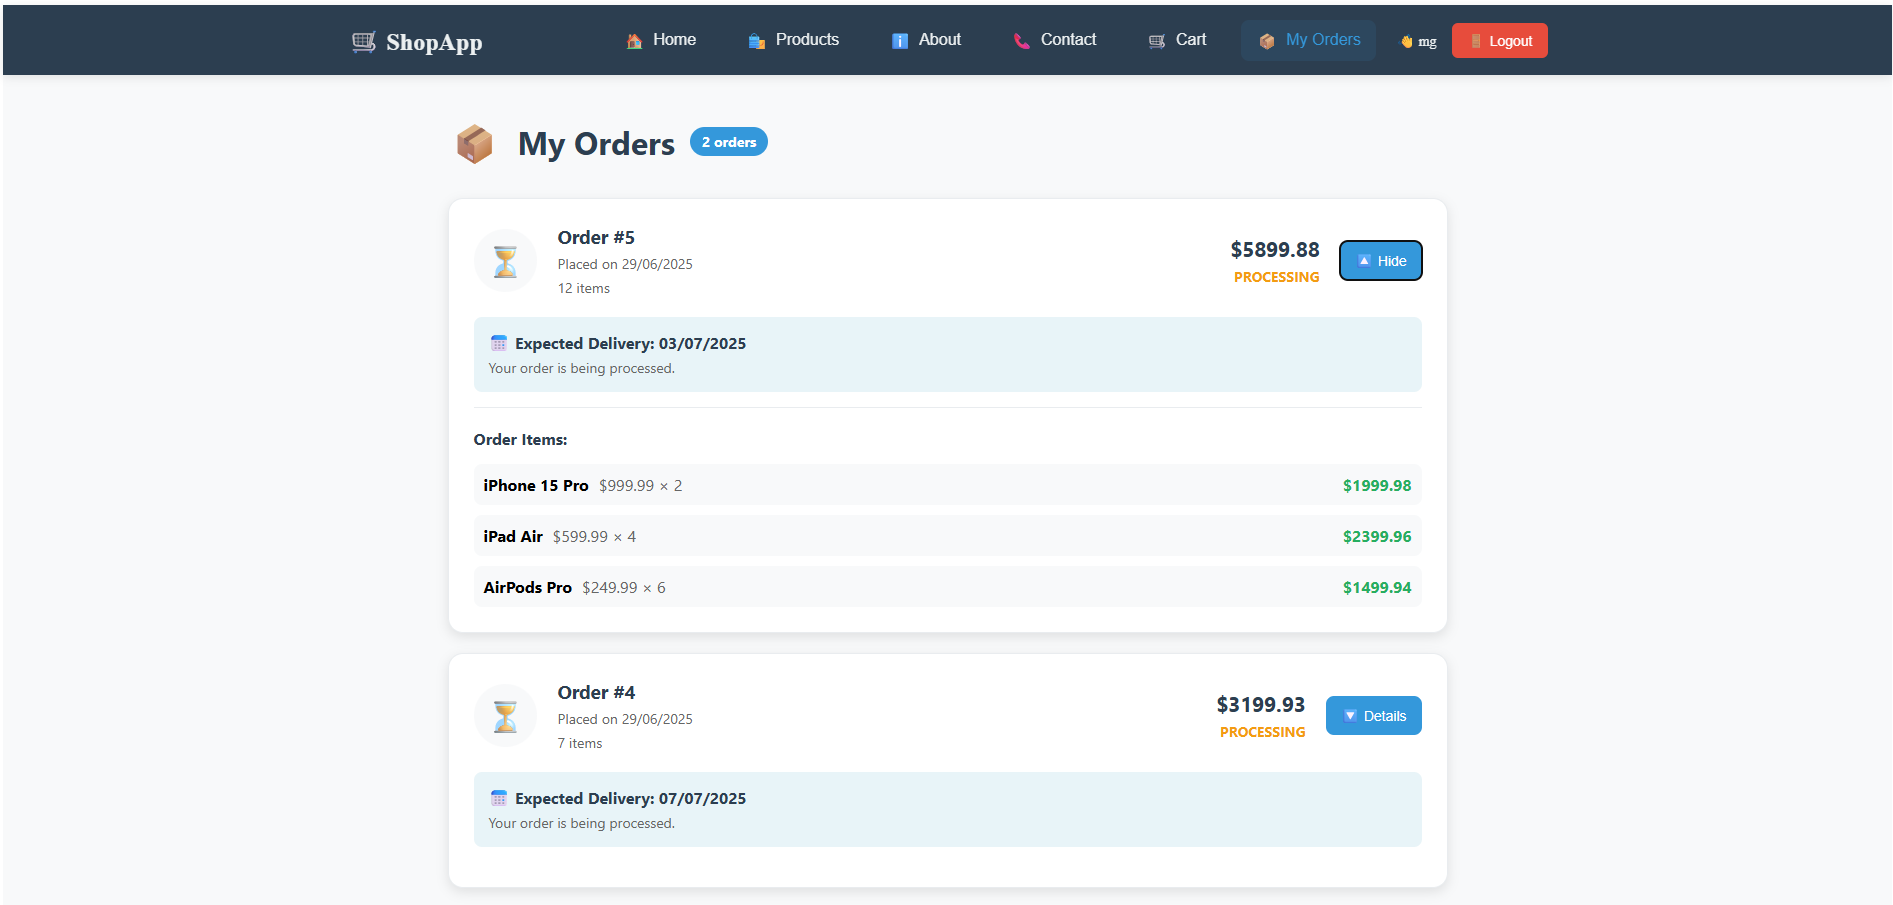 ShopApp
Home
Products
About
Contact
Cart
My Orders
mg
Logout
My Orders
2 orders
Order #5
Placed on 29/06/2025
12 items
$5899.88
PROCESSING
Hide
Expected Delivery: 03/07/2025
Your order is being processed.
Order Items:
iPhone 15 Pro $999.99 × 2 $1999.98
iPad Air $599.99 × 4 $2399.96
AirPods Pro $249.99 × 6 $1499.94
Order #4
Placed on 29/06/2025
7 items
$3199.93
PROCESSING
Details
Expected Delivery: 07/07/2025
Your order is being processed.